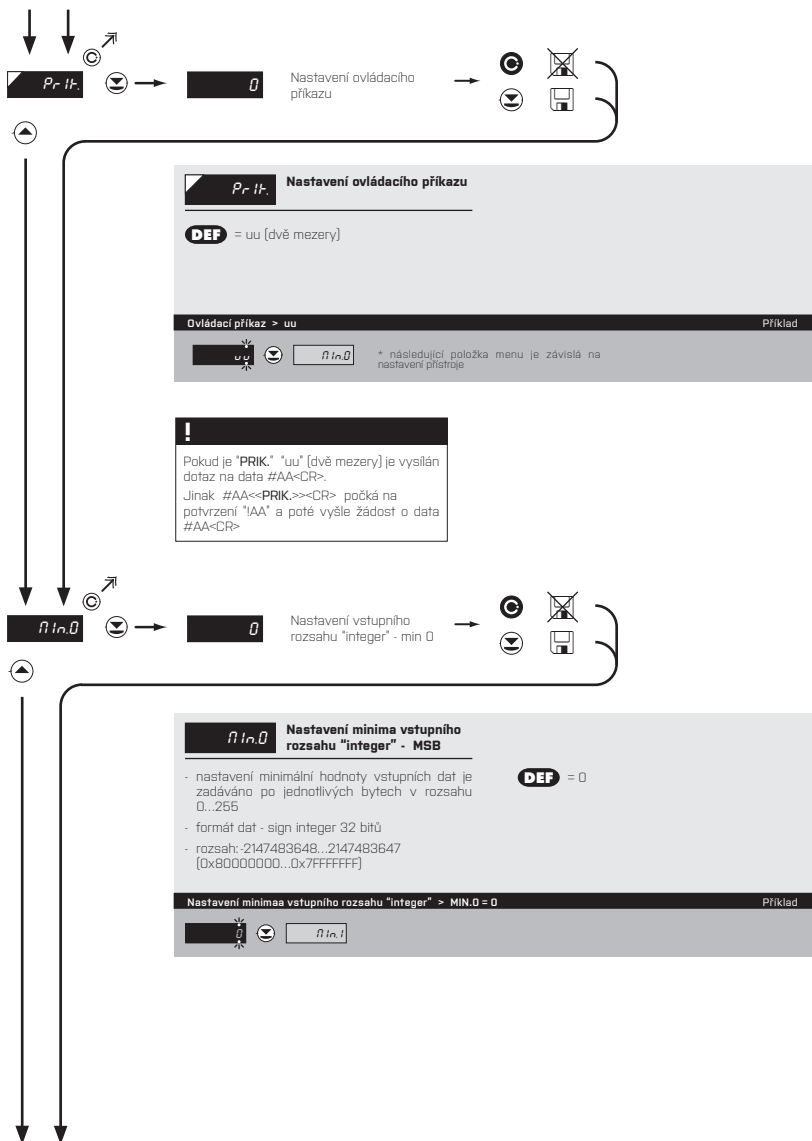 PrIk.
0
Nastavení ovládacího
příkazu
PrIk.
Nastavení ovládacího příkazu
DEF = uu (dvě mezery)
Ovládací příkaz > uu
Příklad
uu
MIn.0
* následující položka menu je závislá na
nastavení přístroje
!
Pokud je "PRIK." "uu" (dvě mezery) je vysílán
dotaz na data #AA<CR>.
Jinak #AA<<PRIK.>><CR> počká na
potvrzení "!AA" a poté vyšle žádost o data
#AA<CR>
MIn.0
0
Nastavení vstupního
rozsahu "integer" - min 0
MIn.0
Nastavení minima vstupního
rozsahu "integer" - MSB
- nastavení minimální hodnoty vstupních dat je
zadáváno po jednotlivých bytech v rozsahu
0...255
- formát dat - sign integer 32 bitů
- rozsah: -2147483648...2147483647
(0x80000000...0x7FFFFFFF)
DEF = 0
Nastavení minimaa vstupního rozsahu "integer" > MIN.0 = 0
Příklad
0
MIn.1